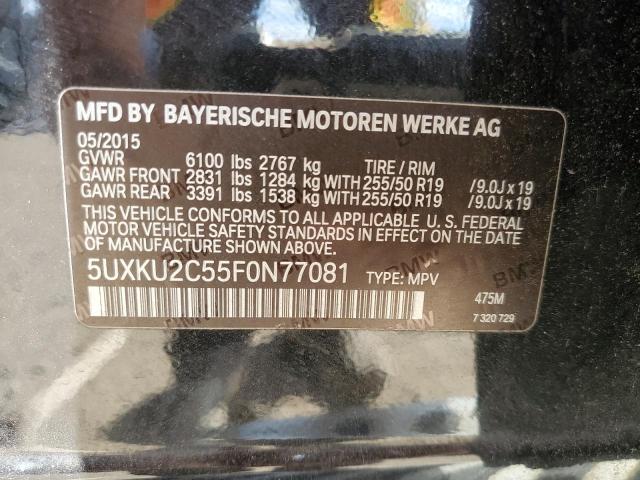 MFD BY BAYERISCHE MOTOREN WERKE AG
05/2015
GVWR 6100 lbs 2767 kg TIRE / RIM
GAWR FRONT 2831 lbs 1284 kg WITH 255/50 R19 /9.0J x 19
GAWR REAR 3391 lbs 1538 kg WITH 255/50 R19 /9.0J x 19
THIS VEHICLE CONFORMS TO ALL APPLICABLE U. S. FEDERAL
MOTOR VEHICLE SAFETY STANDARDS IN EFFECT ON THE DATE OF
MANUFACTURE SHOWN ABOVE.
5UXKU2C55F0N77081 TYPE: MPV
475M
7 320 729